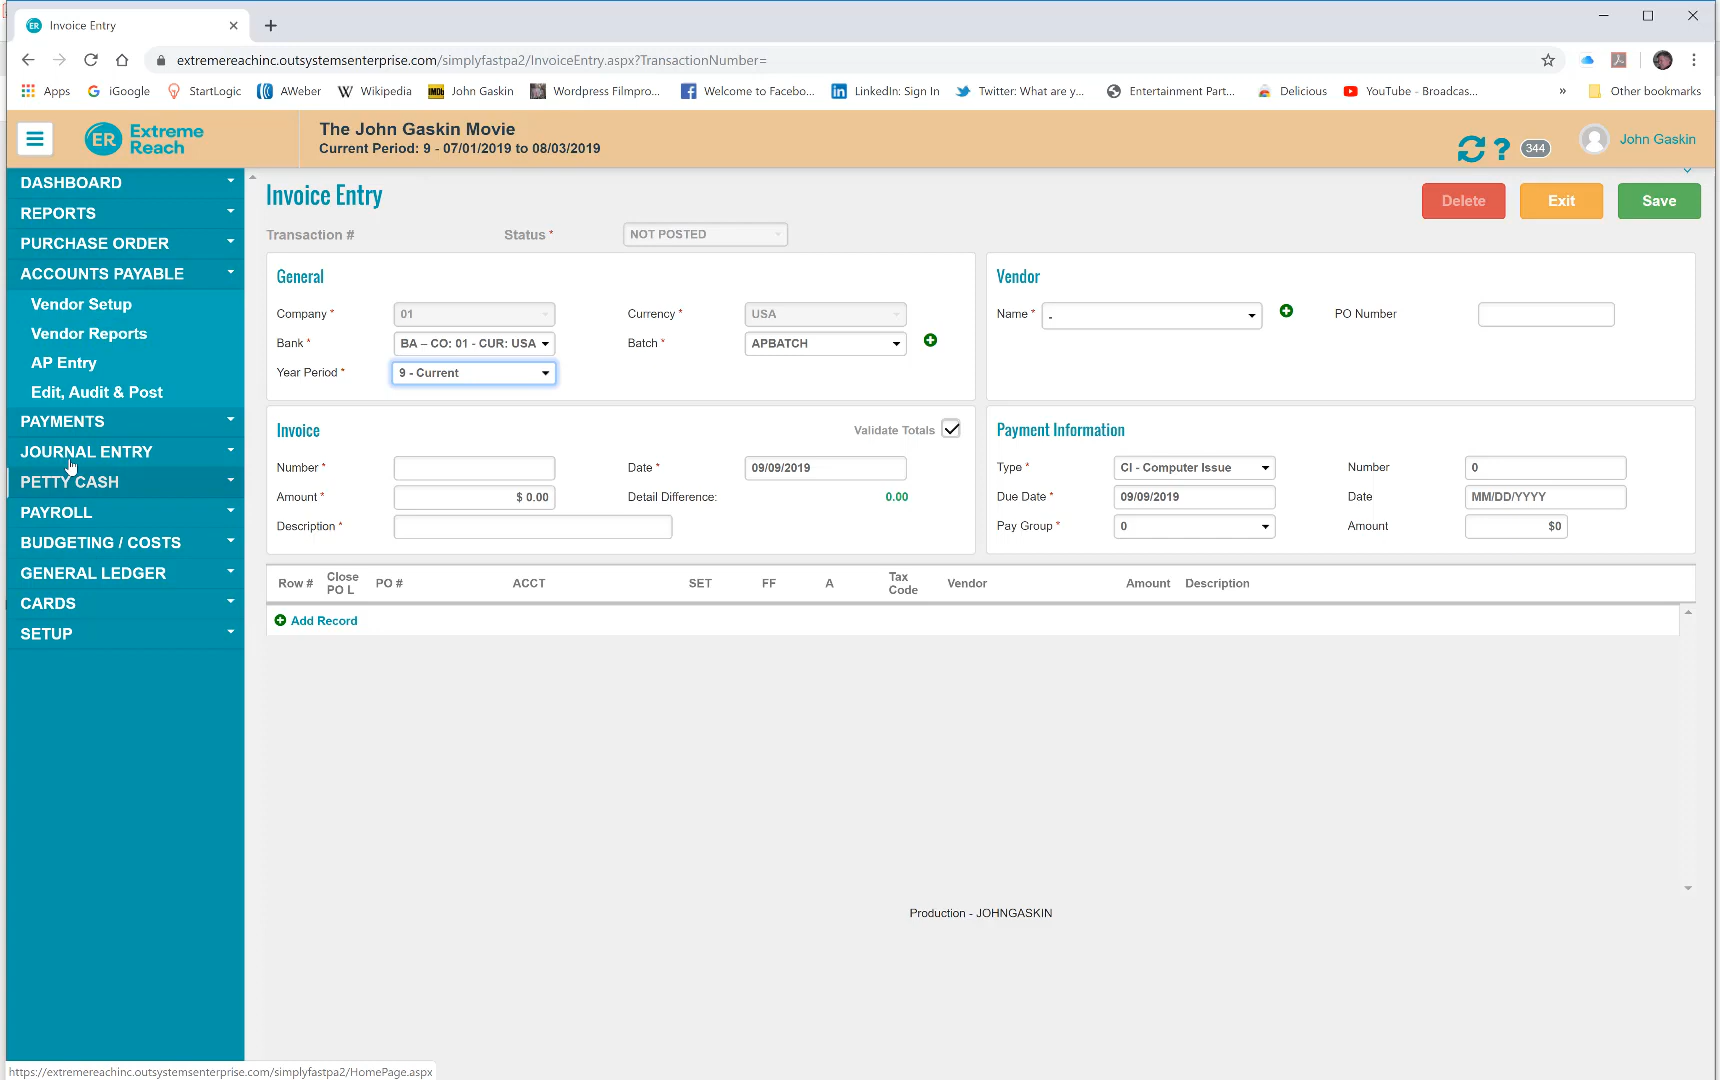 Invoice Entry
extremereachinc.outsystemsenterprise.com/simplyfastpa2/InvoiceEntry.aspx?TransactionNumber=
Apps iGoogle StartLogic AWeber Wikipedia John Gaskin Wordpress Filmpro... Welcome to Facebo... LinkedIn: Sign In Twitter: What are y... Entertainment Part... Delicious YouTube - Broadcas... » Other bookmarks
ER Extreme Reach
The John Gaskin Movie
Current Period: 9 - 07/01/2019 to 08/03/2019
? 344 John Gaskin
DASHBOARD
REPORTS
PURCHASE ORDER
ACCOUNTS PAYABLE
Vendor Setup
Vendor Reports
AP Entry
Edit, Audit & Post
PAYMENTS
JOURNAL ENTRY
PETTY CASH
PAYROLL
BUDGETING / COSTS
GENERAL LEDGER
CARDS
SETUP
Invoice Entry
Delete Exit Save
Transaction # Status * NOT POSTED
General
Company * 01 Currency * USA
Bank * BA – CO: 01 - CUR: USA Batch * APBATCH
Year Period * 9 - Current
Vendor
Name * - PO Number
Invoice Validate Totals
Number * Date * 09/09/2019
Amount * $ 0.00 Detail Difference: 0.00
Description *
Payment Information
Type * CI - Computer Issue Number 0
Due Date * 09/09/2019 Date MM/DD/YYYY
Pay Group * 0 Amount $0
Row # Close PO L PO # ACCT SET FF A Tax Code Vendor Amount Description
Add Record
Production - JOHNGASKIN
https://extremereachinc.outsystemsenterprise.com/simplyfastpa2/HomePage.aspx